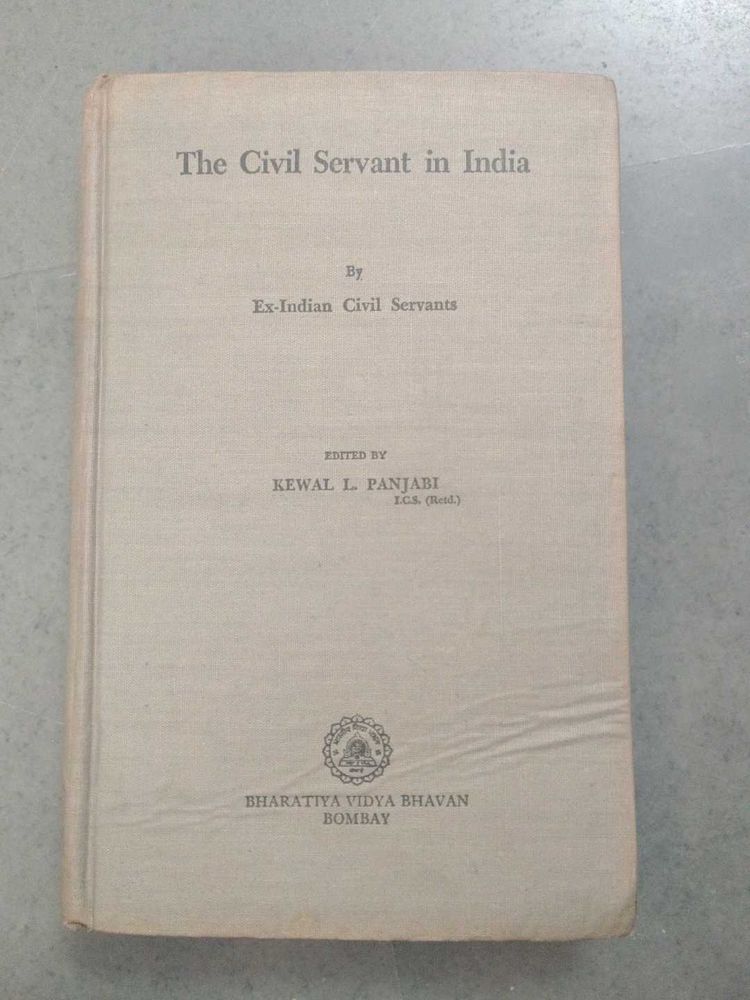 The Civil Servant in India
By
Ex-Indian Civil Servants
EDITED BY
KEWAL L. PANJABI
I.C.S. (Retd.)
BHARATIYA VIDYA BHAVAN
BOMBAY